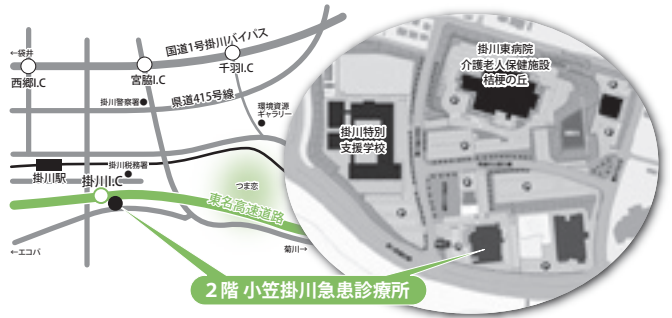 国道1号掛川バイパス
←袋井
西郷I.C
宮脇I.C
千羽I.C
掛川警察署
県道415号線
環境資源
ギャラリー
掛川税務署
掛川駅
掛川I.C
つま恋
東名高速道路
←エコパ
菊川→
掛川東病院
介護老人保健施設
桔梗の丘
掛川特別
支援学校
2階 小笠掛川急患診療所